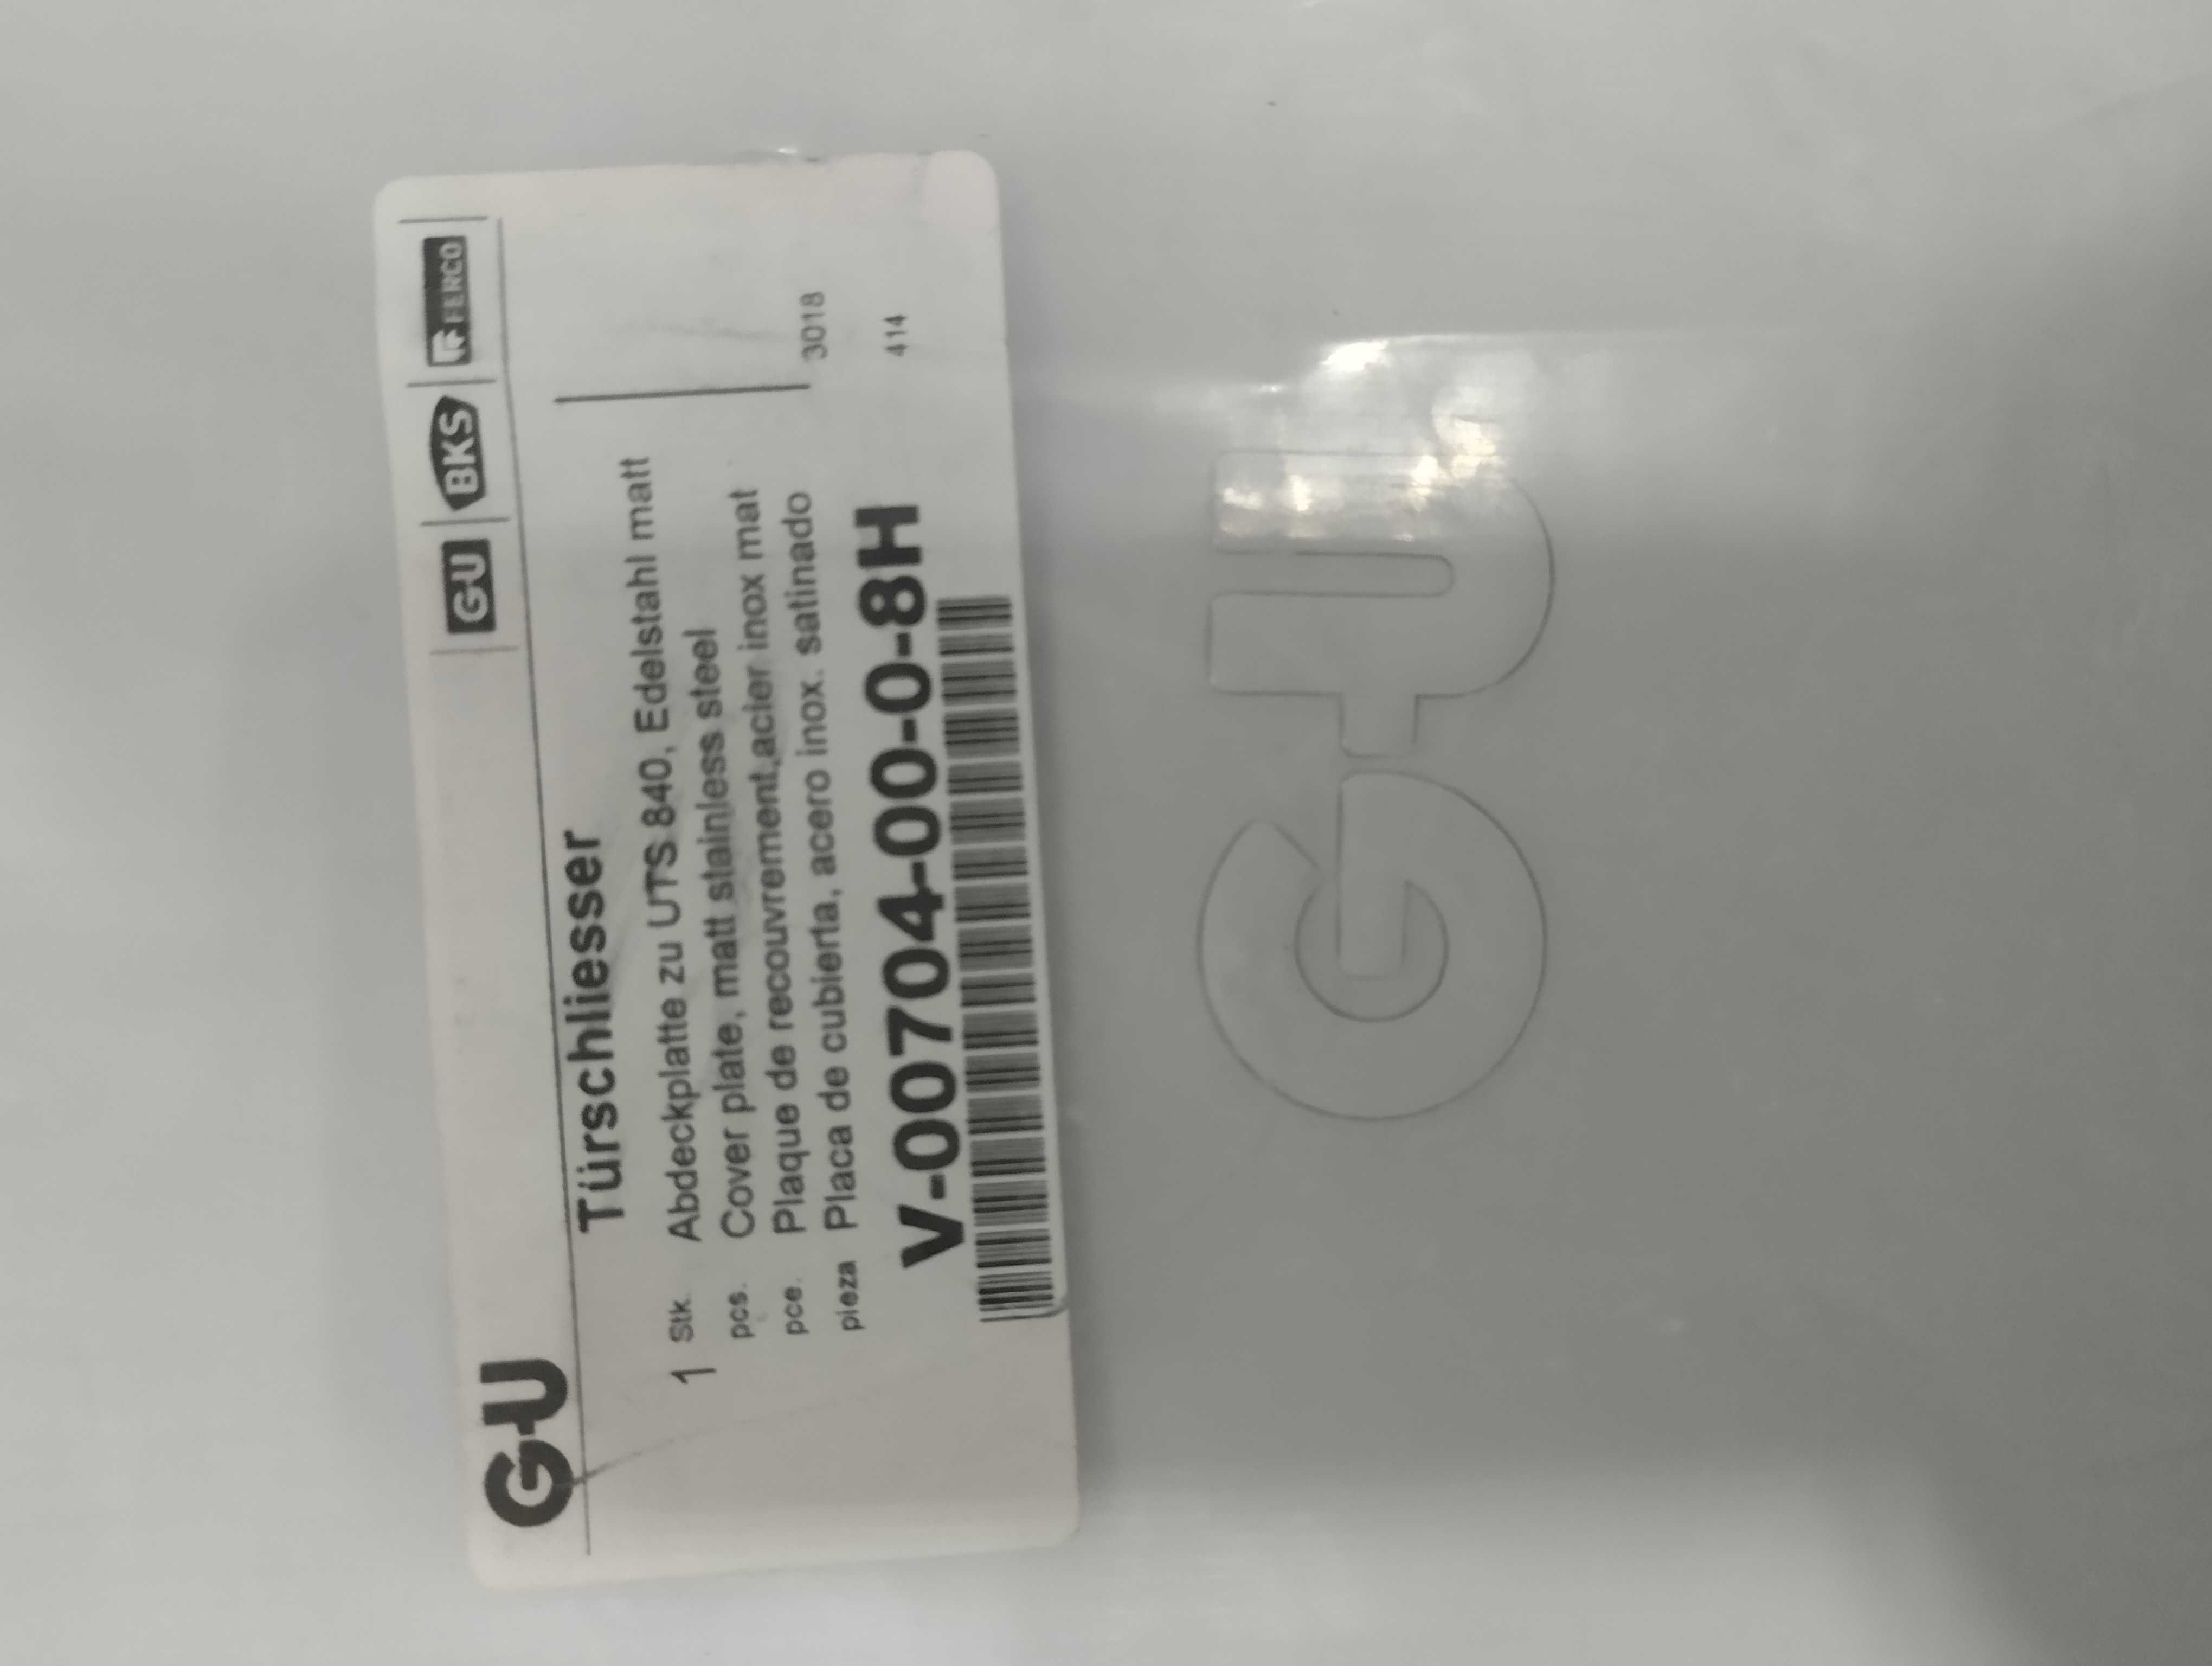 G-U
GU BKS FERCO
Türschliesser
1 Stk. Abdeckplatte zu UTS 840, Edelstahl matt
pcs. Cover plate, matt stainless steel
pce. Plaque de recouvrement,acier inox mat
pieza Placa de cubierta, acero inox. satinado
3018
V-00704-00-0-8H
414
G-U